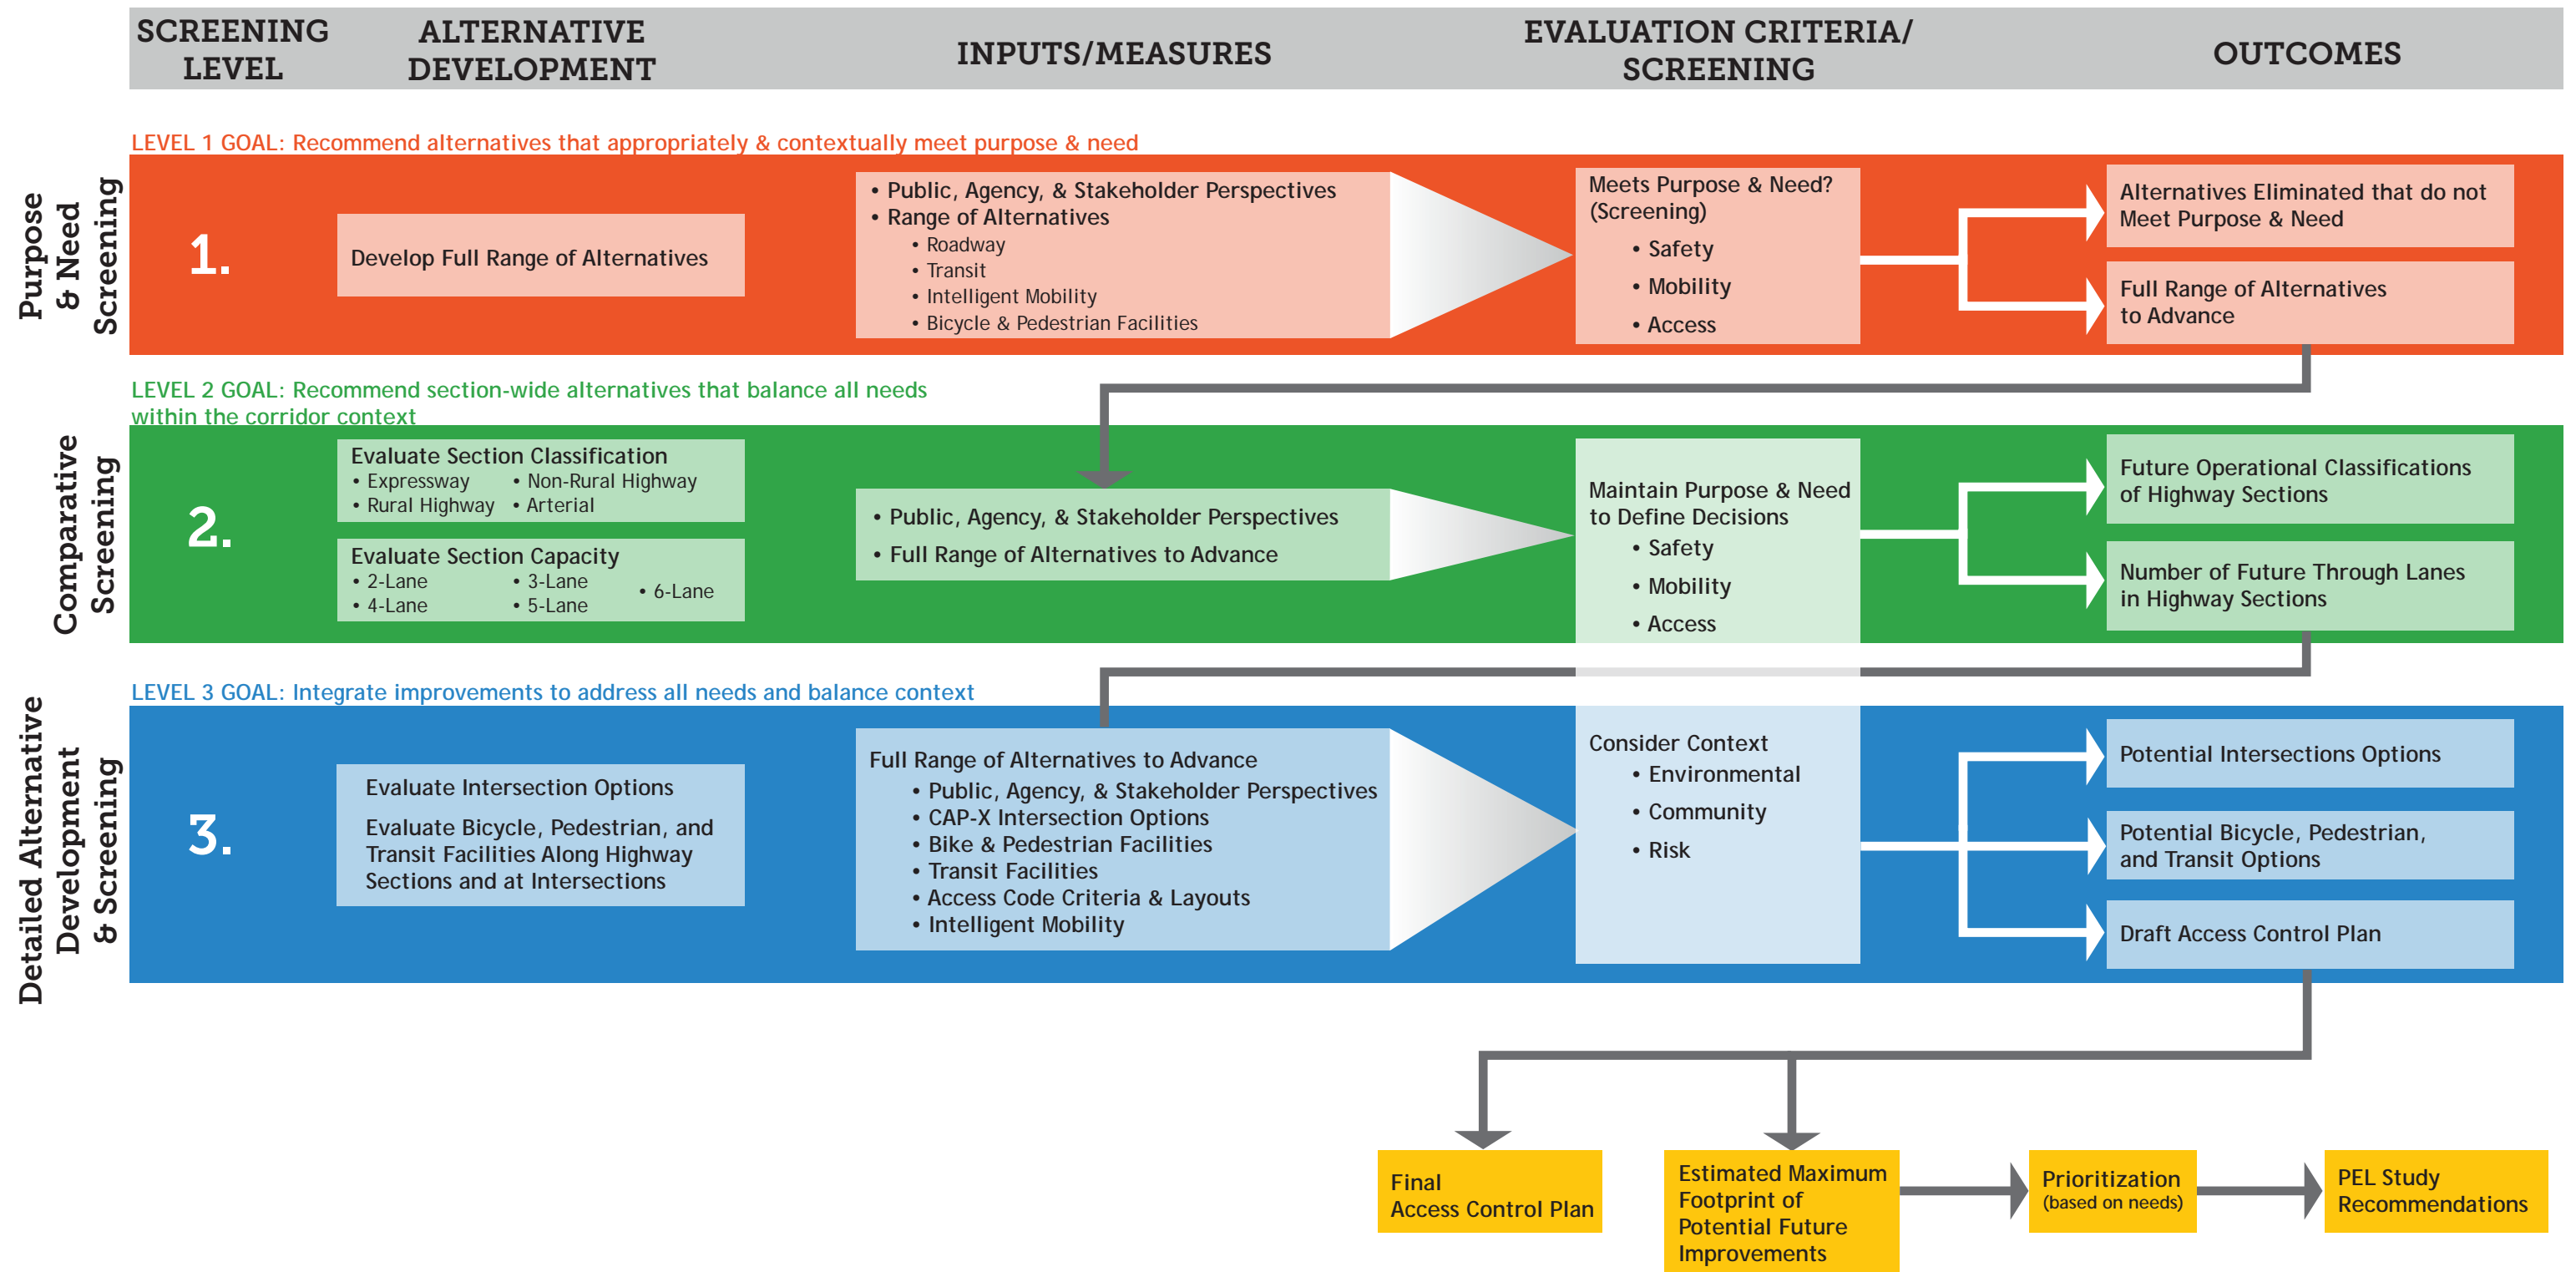 SCREENING
LEVEL
ALTERNATIVE
DEVELOPMENT
INPUTS/MEASURES
EVALUATION CRITERIA/
SCREENING
OUTCOMES
LEVEL 1 GOAL: Recommend alternatives that appropriately & contextually meet purpose & need
Purpose
& Need
Screening
1.
Develop Full Range of Alternatives
• Public, Agency, & Stakeholder Perspectives
• Range of Alternatives
• Roadway
• Transit
• Intelligent Mobility
• Bicycle & Pedestrian Facilities
Meets Purpose & Need?
(Screening)
• Safety
• Mobility
• Access
Alternatives Eliminated that do not
Meet Purpose & Need
Full Range of Alternatives
to Advance
LEVEL 2 GOAL: Recommend section-wide alternatives that balance all needs
within the corridor context
Comparative
Screening
2.
Evaluate Section Classification
• Expressway • Non-Rural Highway
• Rural Highway • Arterial
Evaluate Section Capacity
• 2-Lane • 3-Lane • 6-Lane
• 4-Lane • 5-Lane
• Public, Agency, & Stakeholder Perspectives
• Full Range of Alternatives to Advance
Maintain Purpose & Need
to Define Decisions
• Safety
• Mobility
• Access
Future Operational Classifications
of Highway Sections
Number of Future Through Lanes
in Highway Sections
LEVEL 3 GOAL: Integrate improvements to address all needs and balance context
Detailed Alternative
Development
& Screening
3.
Evaluate Intersection Options
Evaluate Bicycle, Pedestrian, and
Transit Facilities Along Highway
Sections and at Intersections
Full Range of Alternatives to Advance
• Public, Agency, & Stakeholder Perspectives
• CAP-X Intersection Options
• Bike & Pedestrian Facilities
• Transit Facilities
• Access Code Criteria & Layouts
• Intelligent Mobility
Consider Context
• Environmental
• Community
• Risk
Potential Intersections Options
Potential Bicycle, Pedestrian,
and Transit Options
Draft Access Control Plan
Final
Access Control Plan
Estimated Maximum
Footprint of
Potential Future
Improvements
Prioritization
(based on needs)
PEL Study
Recommendations